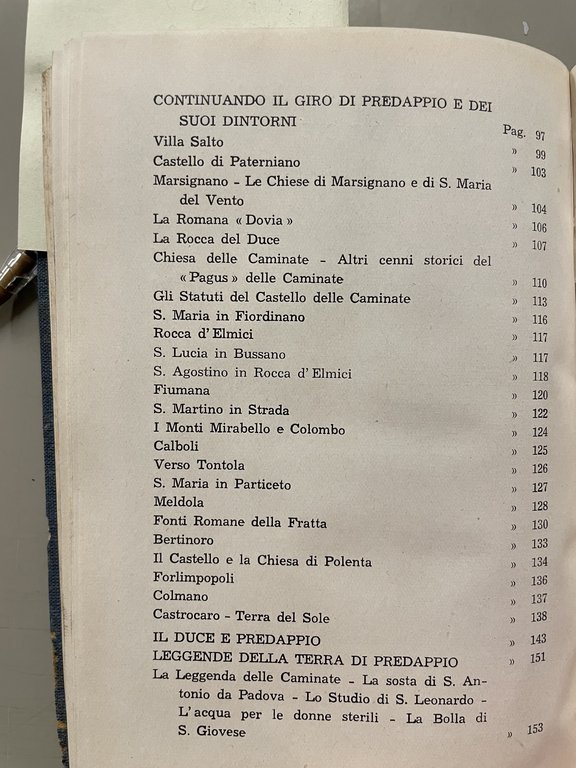 CONTINUANDO IL GIRO DI PREDAPPIO E DEI
SUOI DINTORNI Pag. 97
Villa Salto » 99
Castello di Paterniano » 103
Marsignano - Le Chiese di Marsignano e di S. Maria
del Vento » 104
La Romana « Dovia » » 106
La Rocca del Duce » 107
Chiesa delle Caminate - Altri cenni storici del
« Pagus » delle Caminate » 110
Gli Statuti del Castello delle Caminate » 113
S. Maria in Fiordinano » 116
Rocca d'Elmici » 117
S. Lucia in Bussano » 117
S. Agostino in Rocca d'Elmici » 118
Fiumana » 120
S. Martino in Strada » 122
I Monti Mirabello e Colombo » 124
Calboli » 125
Verso Tontola » 126
S. Maria in Particeto » 127
Meldola » 128
Fonti Romane della Fratta » 130
Bertinoro » 133
Il Castello e la Chiesa di Polenta » 134
Forlimpopoli » 136
Colmano » 137
Castrocaro - Terra del Sole » 138
IL DUCE E PREDAPPIO » 143
LEGGENDE DELLA TERRA DI PREDAPPIO » 151
La Leggenda delle Caminate - La sosta di S. An-
tonio da Padova - Lo Studio di S. Leonardo -
L'acqua per le donne sterili - La Bolla di
S. Giovese » 153